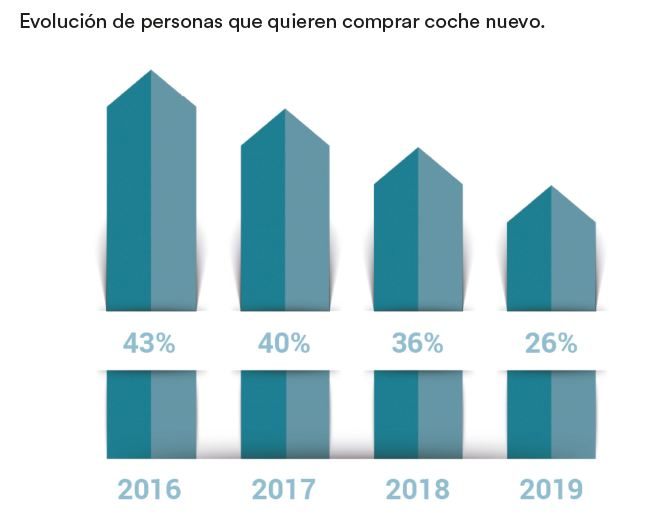 Evolución de personas que quieren comprar coche nuevo.
43% 40% 36% 26%
2016 2017 2018 2019